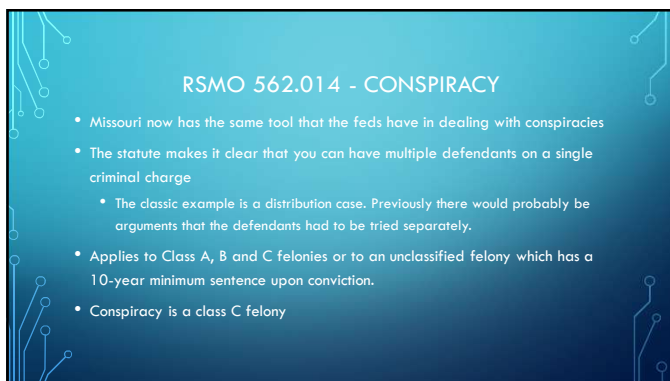 RSMO 562.014 - CONSPIRACY
• Missouri now has the same tool that the feds have in dealing with conspiracies
• The statute makes it clear that you can have multiple defendants on a single
criminal charge
• The classic example is a distribution case. Previously there would probably be
arguments that the defendants had to be tried separately.
• Applies to Class A, B and C felonies or to an unclassified felony which has a
10-year minimum sentence upon conviction.
• Conspiracy is a class C felony